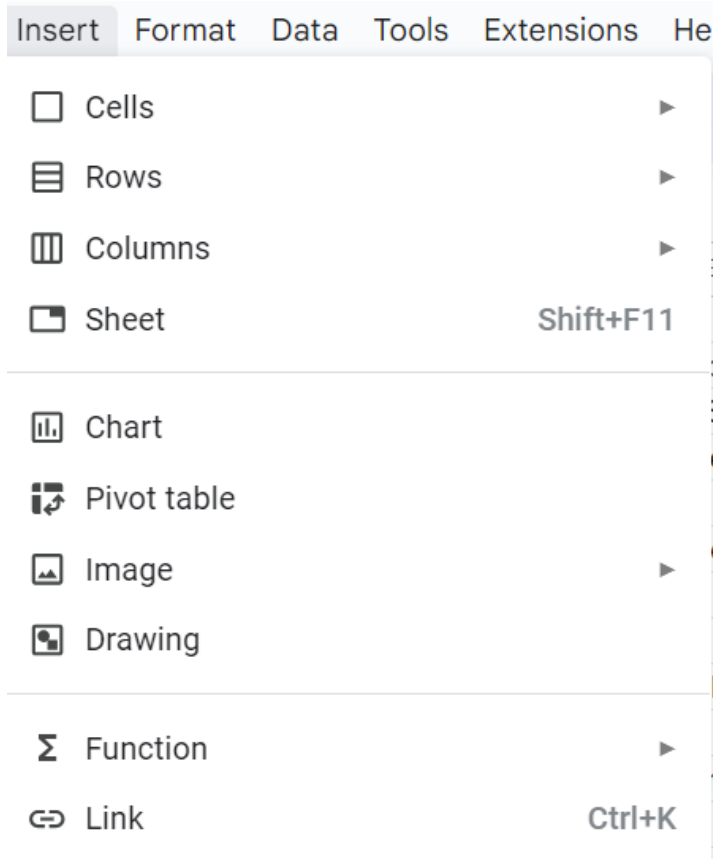 Insert Format Data Tools Extensions He
Cells
Rows
Columns
Sheet Shift+F11
Chart
Pivot table
Image
Drawing
Function
Link Ctrl+K